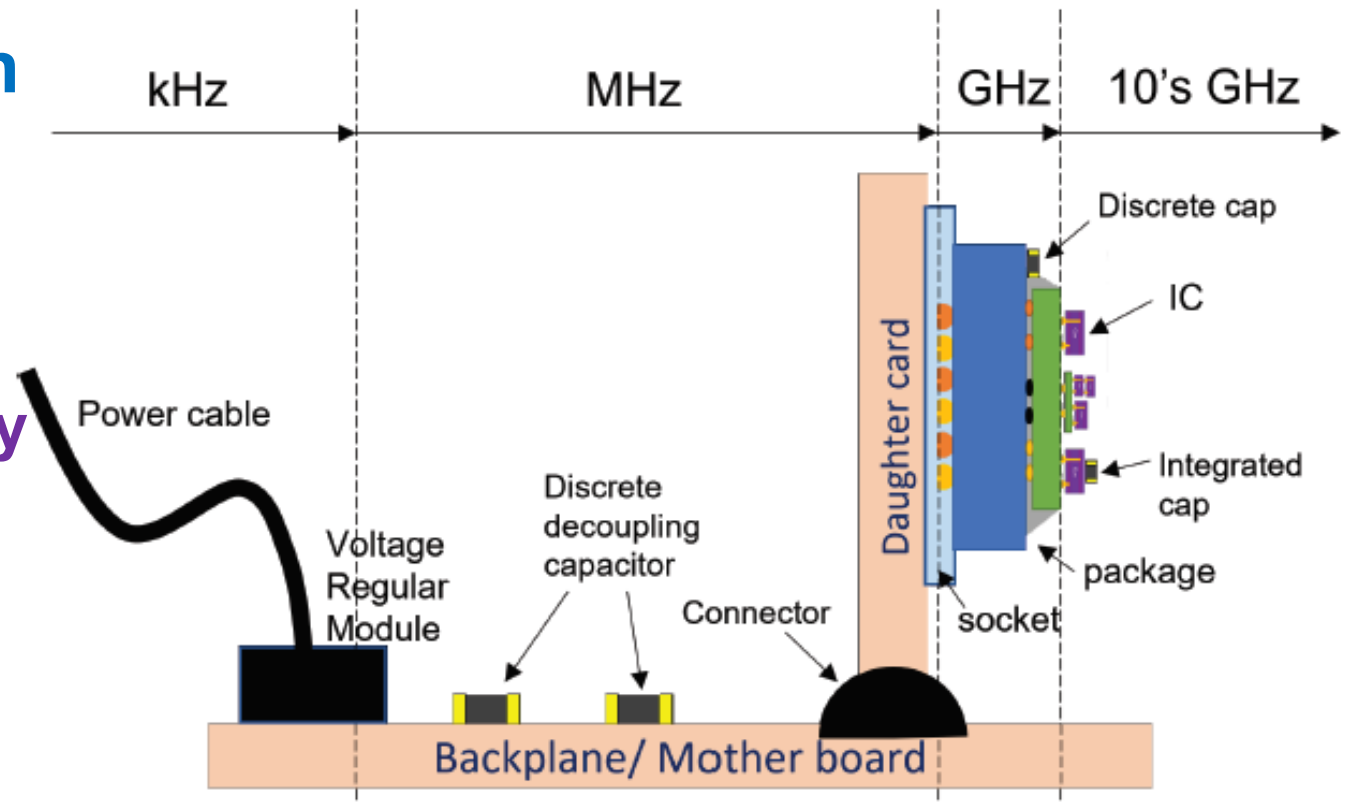 n
kHz
MHz
GHz
10's GHz
Discrete cap
IC
Daughter card
y
Power cable
Integrated
cap
Discrete
decoupling
capacitor
Voltage
Regular
Module
package
Connector
socket
Backplane/ Mother board